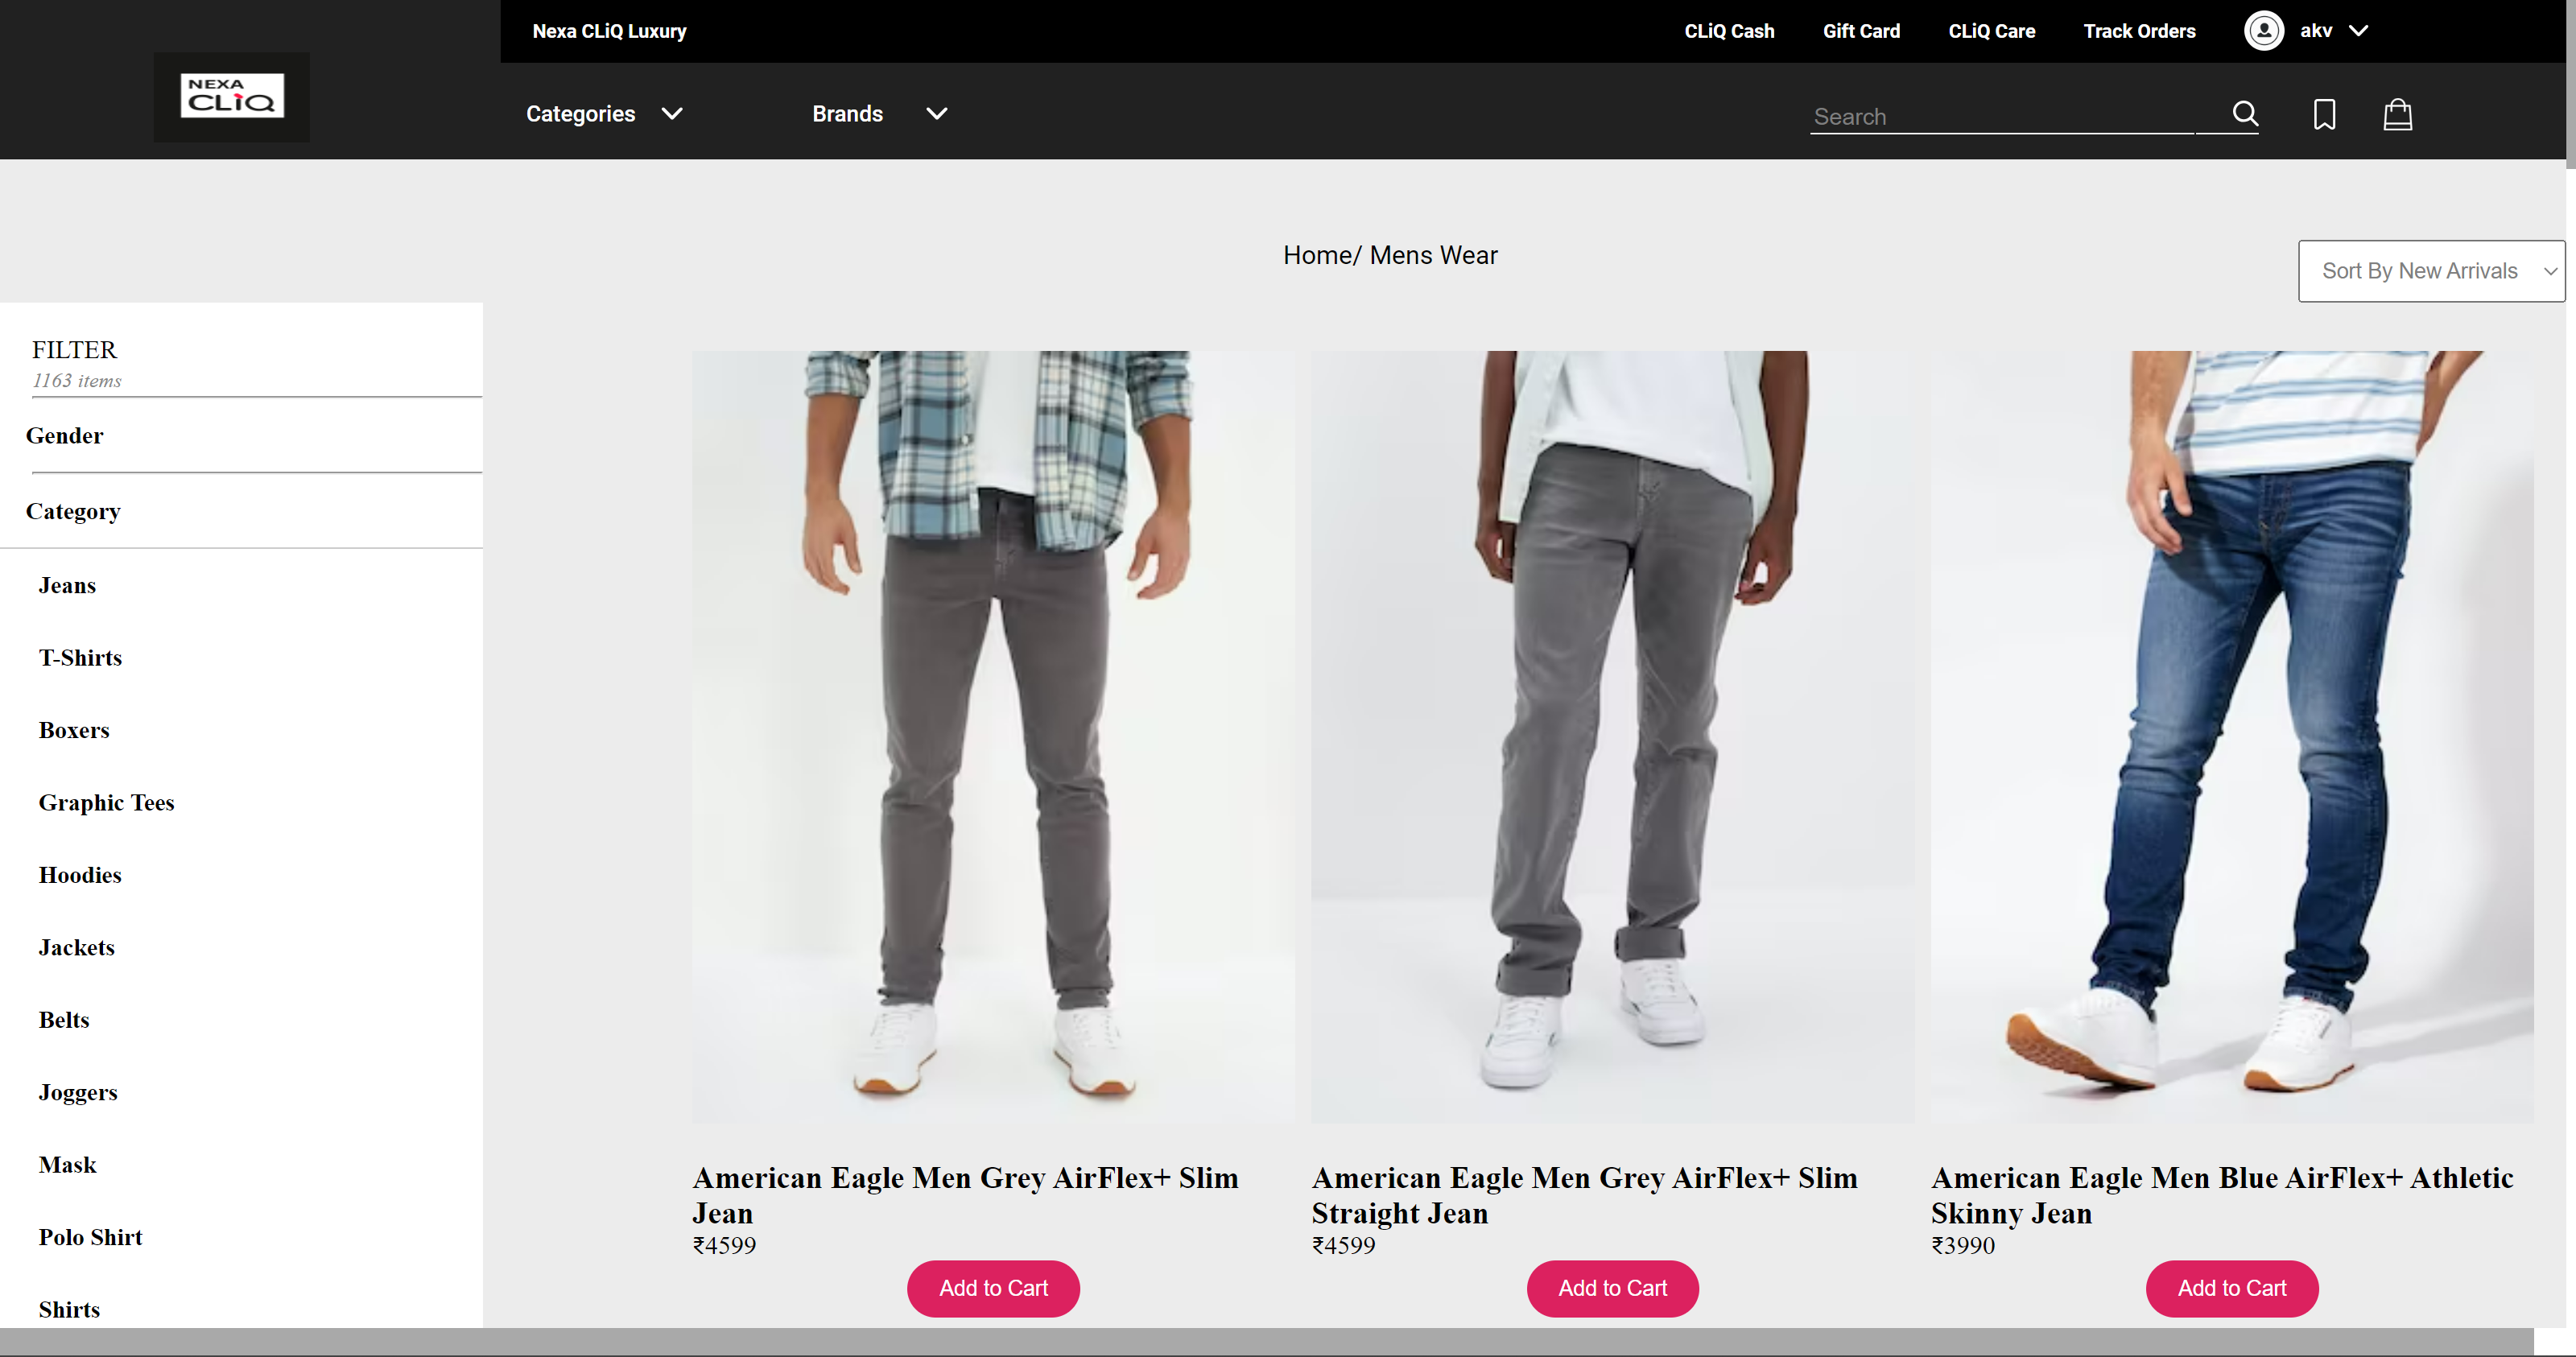 Nexa CLiQ Luxury
CLiQ Cash
Gift Card
CLiQ Care
Track Orders
akv
NEXA
CLiQ
Categories
Brands
Search
Home/ Mens Wear
Sort By New Arrivals
FILTER
1163 items
Gender
Category
Jeans
T-Shirts
Boxers
Graphic Tees
Hoodies
Jackets
Belts
Joggers
Mask
Polo Shirt
Shirts
American Eagle Men Grey AirFlex+ Slim
Jean
₹4599
Add to Cart
American Eagle Men Grey AirFlex+ Slim
Straight Jean
₹4599
Add to Cart
American Eagle Men Blue AirFlex+ Athletic
Skinny Jean
₹3990
Add to Cart